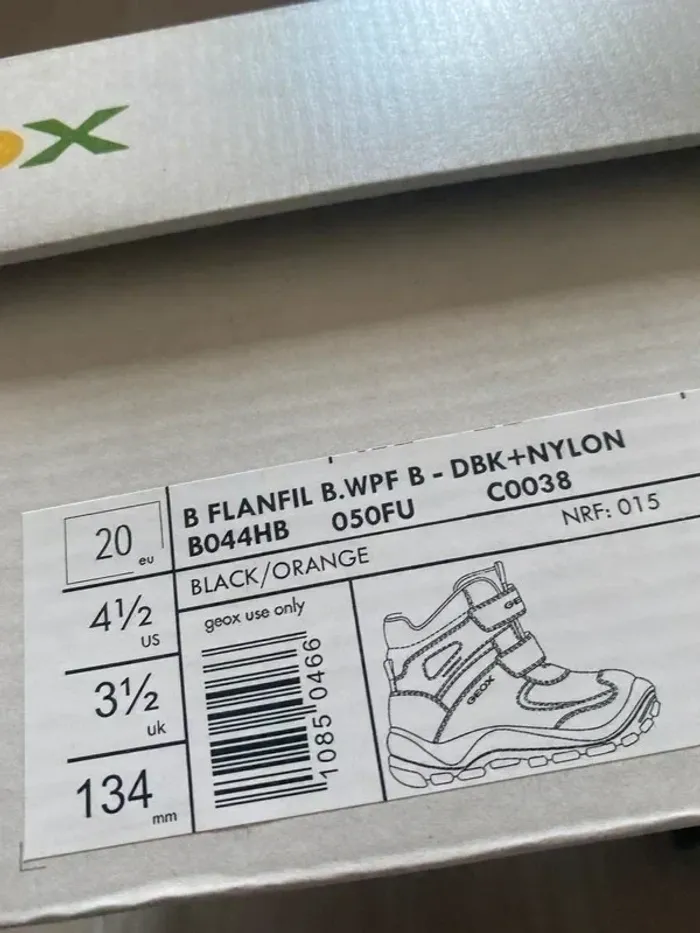 ox
20 eu
4½ US
3½ uk
134 mm
B FLANFIL B.WPF B - DBK+NYLON
B044HB 050FU C0038
BLACK/ORANGE NRF: 015
geox use only
1085 0466
GEOX